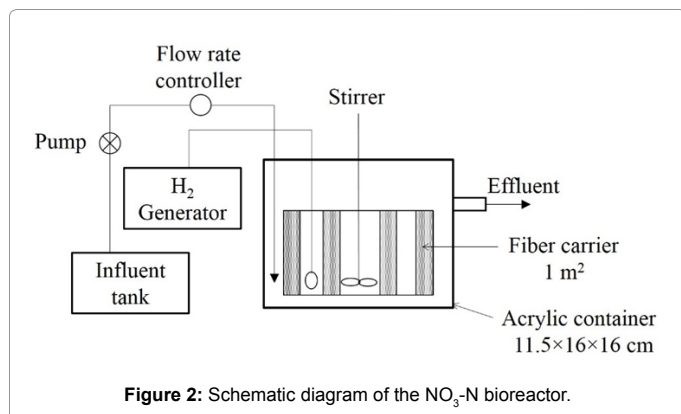 Flow rate
controller
Stirrer
Pump
H₂
Generator
Effluent
Influent
tank
Fiber carrier
1 m²
Acrylic container
11.5×16×16 cm
Figure 2: Schematic diagram of the NO₃-N bioreactor.